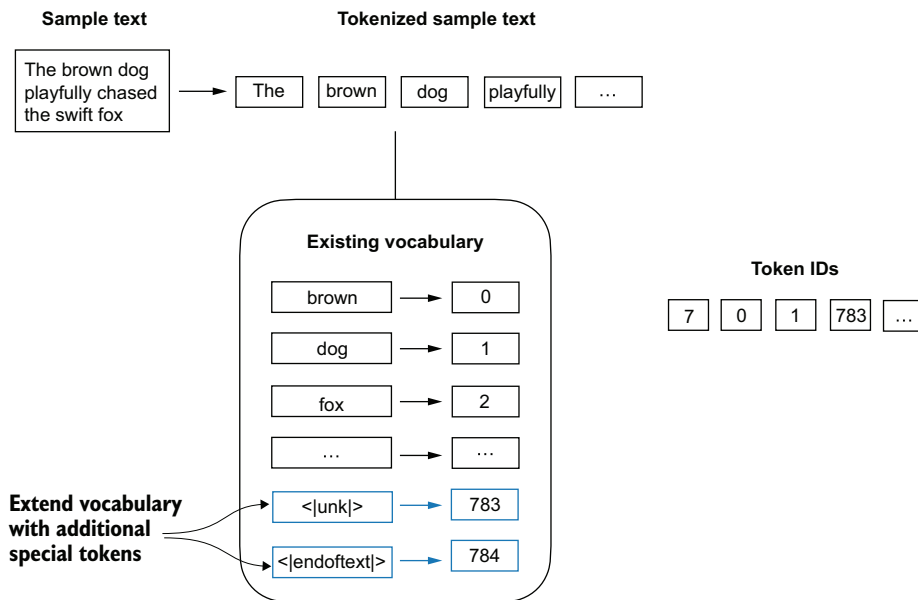 Sample text
Tokenized sample text
The brown dog
playfully chased
the swift fox
The brown dog playfully …
Existing vocabulary
brown 0
dog 1
fox 2
… …
<|unk|> 783
<|endoftext|> 784
Extend vocabulary
with additional
special tokens
Token IDs
7 0 1 783 …